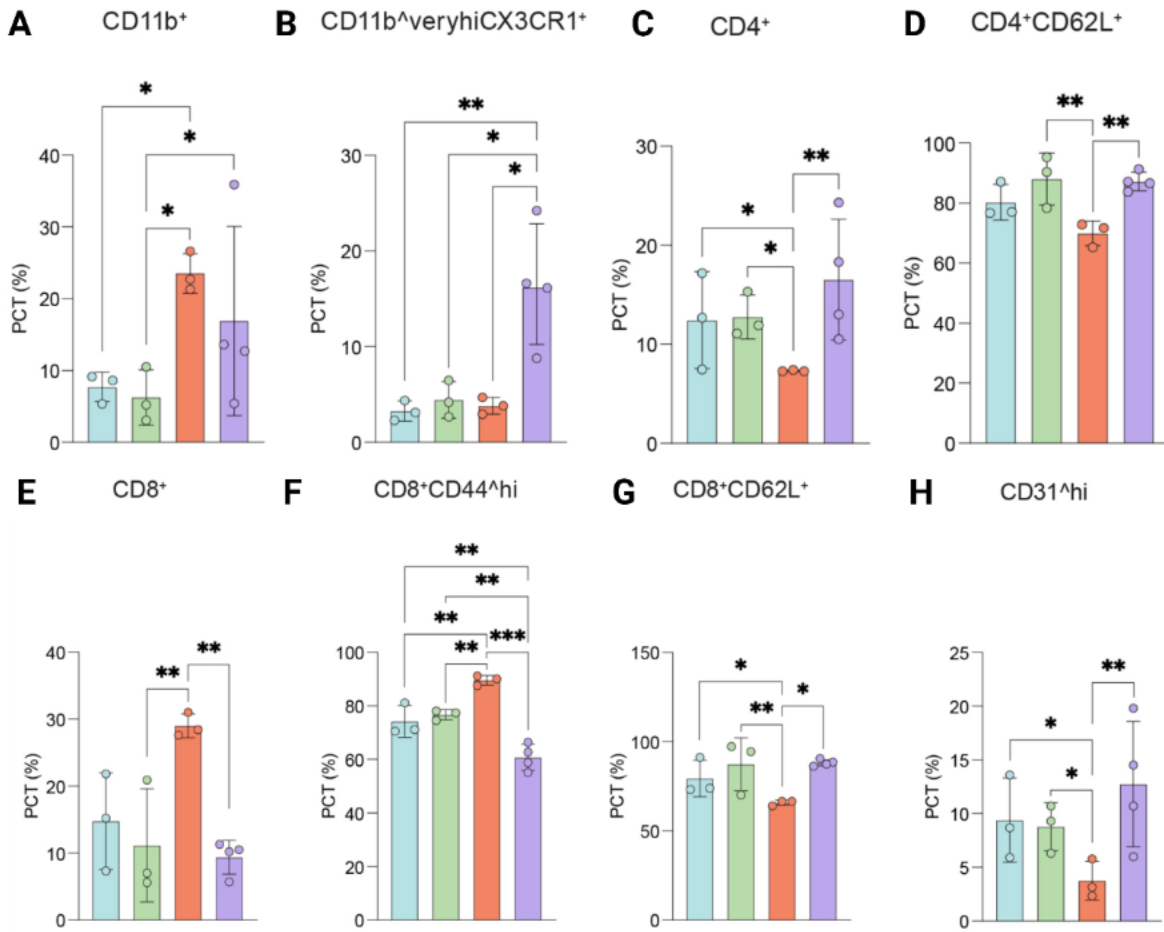 A CD11b⁺
B CD11b^veryhiCX3CR1⁺
C CD4⁺
D CD4⁺CD62L⁺
* * *
** * *
** * *
** **
PCT (%)
40
30
20
10
0
PCT (%)
30
20
10
0
PCT (%)
30
20
10
0
PCT (%)
100
80
60
40
100
0
E CD8⁺
F CD8⁺CD44^hi
G CD8⁺CD62L⁺
H CD31^hi
** **
** ** ** ** ***
* ** *
** * *
PCT (%)
40
30
20
10
0
PCT (%)
100
80
60
40
20
0
PCT (%)
150
100
50
0
PCT (%)
25
20
15
10
5
0